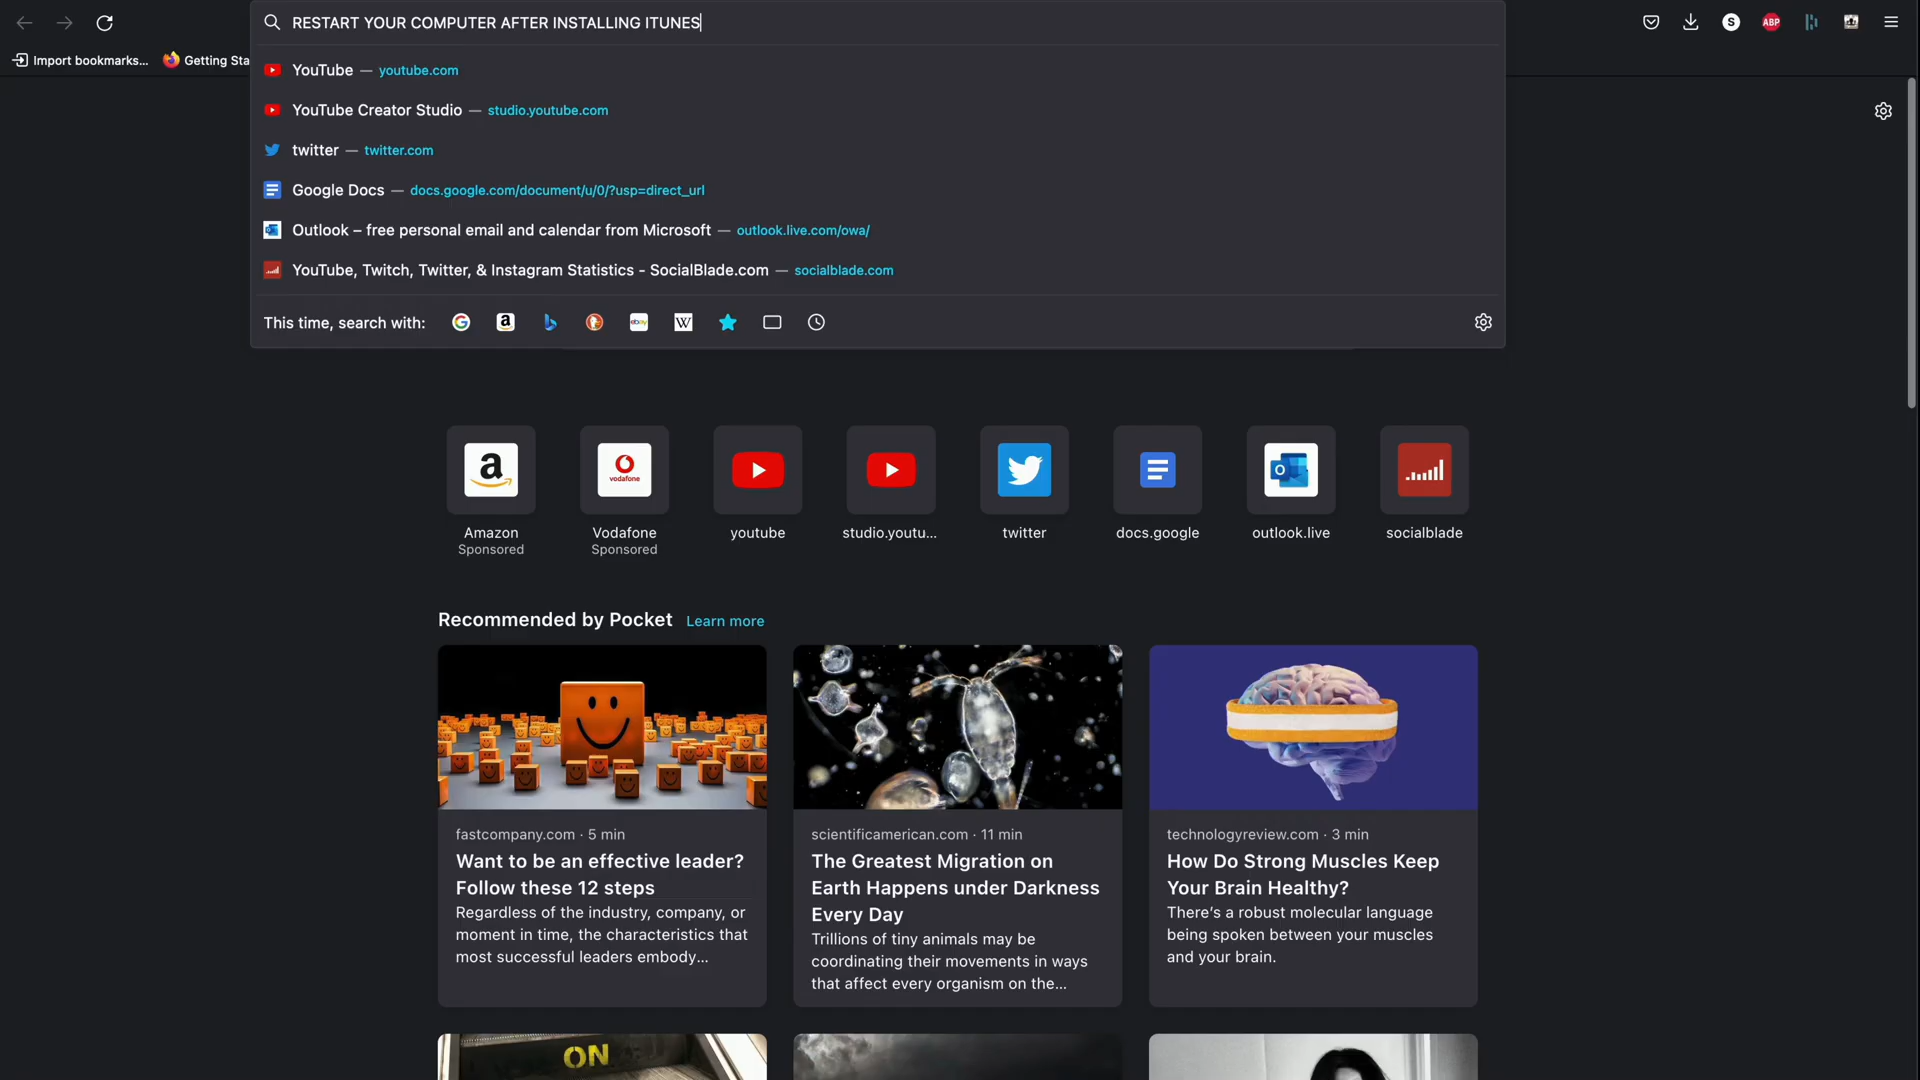 RESTART YOUR COMPUTER AFTER INSTALLING ITUNES
ABP
S
Import bookmarks...
Getting Sta
YouTube — youtube.com
YouTube Creator Studio — studio.youtube.com
twitter — twitter.com
Google Docs — docs.google.com/document/u/0/?usp=direct_url
Outlook – free personal email and calendar from Microsoft — outlook.live.com/owa/
YouTube, Twitch, Twitter, & Instagram Statistics - SocialBlade.com — socialblade.com
This time, search with:
vodafone
Amazon
Sponsored
Vodafone
Sponsored
youtube
studio.youtu...
twitter
docs.google
outlook.live
socialblade
Recommended by Pocket Learn more
fastcompany.com · 5 min
Want to be an effective leader?
Follow these 12 steps
Regardless of the industry, company, or
moment in time, the characteristics that
most successful leaders embody...
scientificamerican.com · 11 min
The Greatest Migration on
Earth Happens under Darkness
Every Day
Trillions of tiny animals may be
coordinating their movements in ways
that affect every organism on the...
technologyreview.com · 3 min
How Do Strong Muscles Keep
Your Brain Healthy?
There's a robust molecular language
being spoken between your muscles
and your brain.
ON